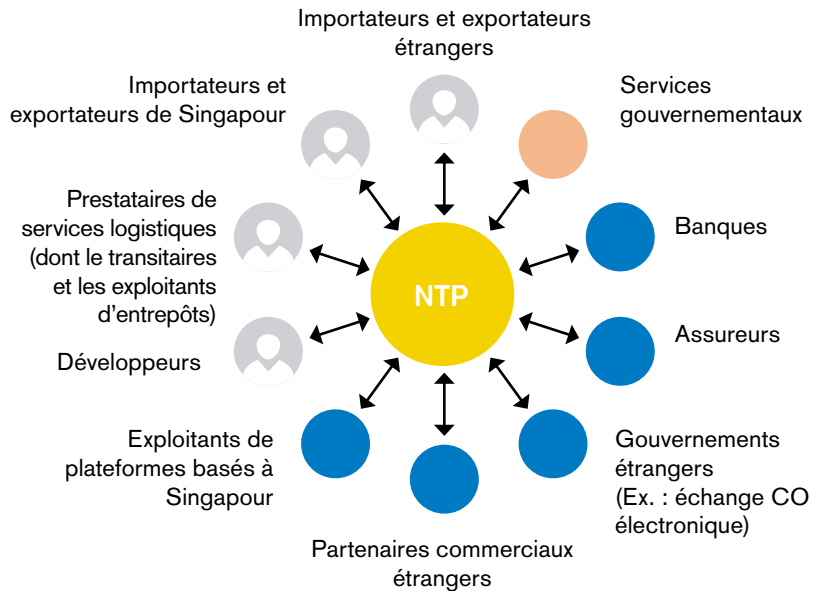 Importateurs et exportateurs
étrangers
Importateurs et
exportateurs de Singapour
Services
gouvernementaux
Prestataires de
services logistiques
(dont le transitaires
et les exploitants
d'entrepôts)
Banques
NTP
Développeurs
Assureurs
Exploitants de
plateformes basés à
Singapour
Gouvernements
étrangers
(Ex. : échange CO
électronique)
Partenaires commerciaux
étrangers